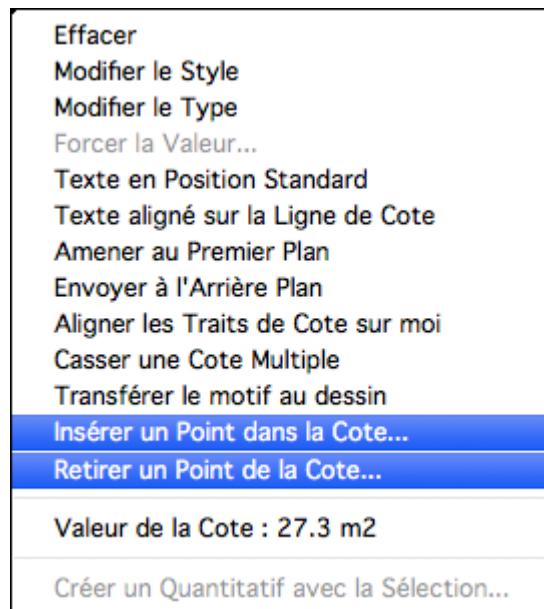 Effacer
Modifier le Style
Modifier le Type
Forcer la Valeur...
Texte en Position Standard
Texte aligné sur la Ligne de Cote
Amener au Premier Plan
Envoyer à l'Arrière Plan
Aligner les Traits de Cote sur moi
Casser une Cote Multiple
Transférer le motif au dessin
Insérer un Point dans la Cote...
Retirer un Point de la Cote...
Valeur de la Cote : 27.3 m2
Créer un Quantitatif avec la Sélection...